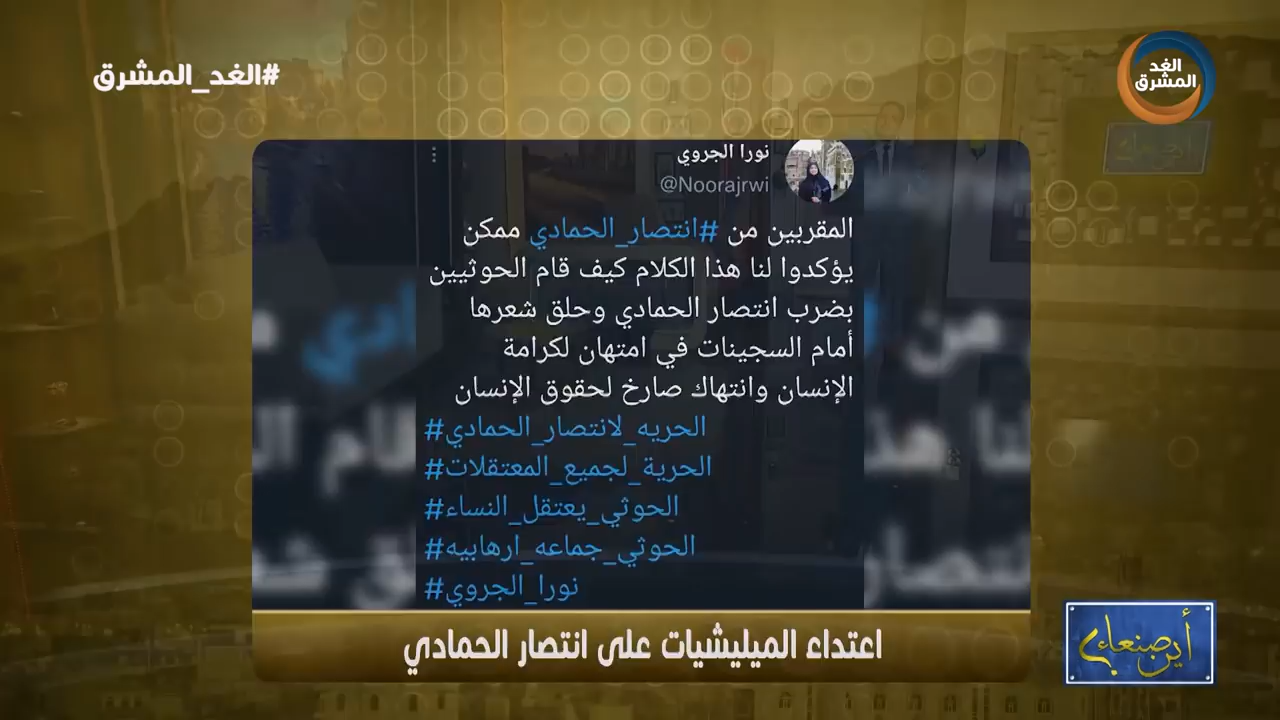 #الغد_المشرق
الغد
المشرق
نورا الجروي
@Noorajrwi
المقربين من #انتصار_الحمادي ممكن
يؤكدوا لنا هذا الكلام كيف قام الحوثيين
بضرب انتصار الحمادي وحلق شعرها
أمام السجينات في امتهان لكرامة
الإنسان وانتهاك صارخ لحقوق الإنسان
#الحريه_لانتصار_الحمادي
#الحرية_لجميع_المعتقلات
#الحوثي_يعتقل_النساء
#الحوثي_جماعه_ارهابيه
#نورا_الجروي
اعتداء الميليشيات على انتصار الحمادي
أين صنعاء